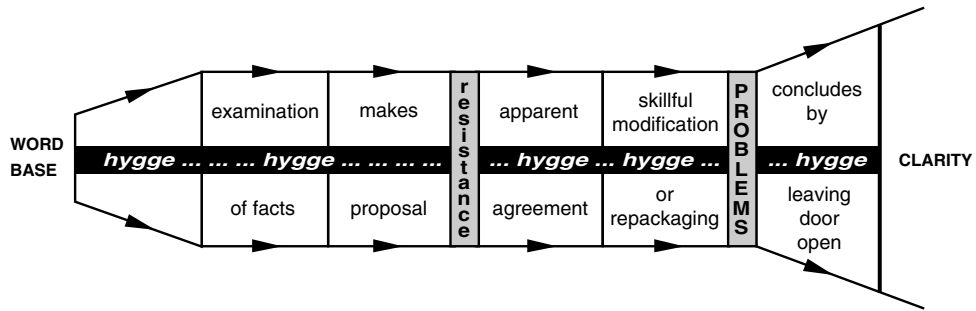 WORD
BASE
examination
of facts
makes
proposal
resistance
apparent
agreement
skillful
modification
or
repackaging
PROBLEMS
concludes
by
leaving
door
open
hygge ... ... ... hygge ... ... ... ...
... hygge ... hygge ...
... hygge
CLARITY